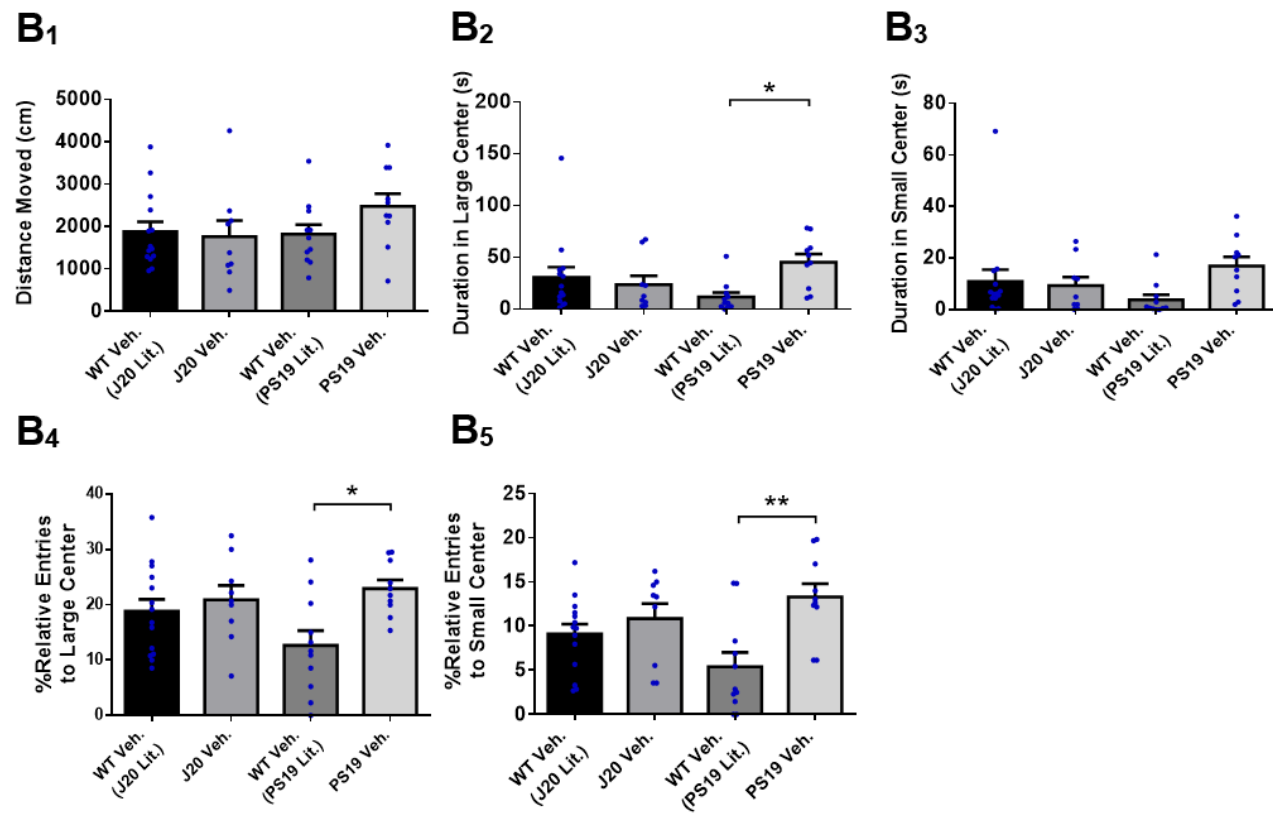 B1
Distance Moved (cm)
5000
4000
3000
2000
1000
0
WT Veh.
(J20 Lit.)
J20 Veh.
WT Veh.
(PS19 Lit.)
PS19 Veh.
B2
Duration in Large Center (s)
200
150
100
50
0
*
WT Veh.
(J20 Lit.)
J20 Veh.
WT Veh.
(PS19 Lit.)
PS19 Veh.
B3
Duration in Small Center (s)
80
60
40
20
0
WT Veh.
(J20 Lit.)
J20 Veh.
WT Veh.
(PS19 Lit.)
PS19 Veh.
B4
%Relative Entries
to Large Center
40
30
20
10
0
*
WT Veh.
(J20 Lit.)
J20 Veh.
WT Veh.
(PS19 Lit.)
PS19 Veh.
B5
%Relative Entries
to Small Center
25
20
15
10
5
0
**
WT Veh.
(J20 Lit.)
J20 Veh.
WT Veh.
(PS19 Lit.)
PS19 Veh.